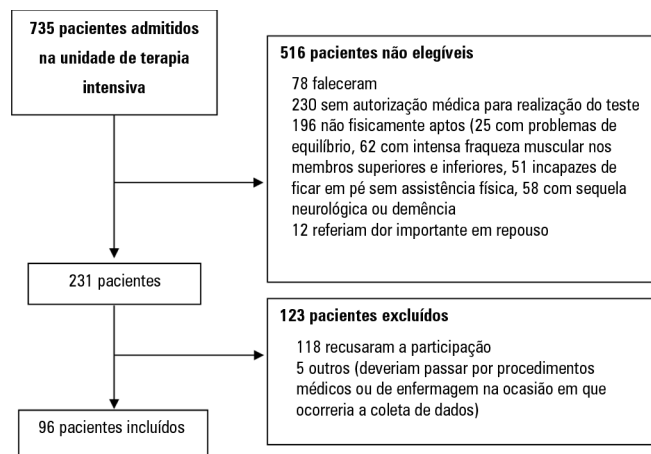 735 pacientes admitidos
na unidade de terapia
intensiva
516 pacientes não elegíveis
78 faleceram
230 sem autorização médica para realização do teste
196 não fisicamente aptos (25 com problemas de
equilíbrio, 62 com intensa fraqueza muscular nos
membros superiores e inferiores, 51 incapazes de
ficar em pé sem assistência física, 58 com sequela
neurológica ou demência
12 referiam dor importante em repouso
231 pacientes
123 pacientes excluídos
118 recusaram a participação
5 outros (deveriam passar por procedimentos
médicos ou de enfermagem na ocasião em que
ocorreria a coleta de dados)
96 pacientes incluídos